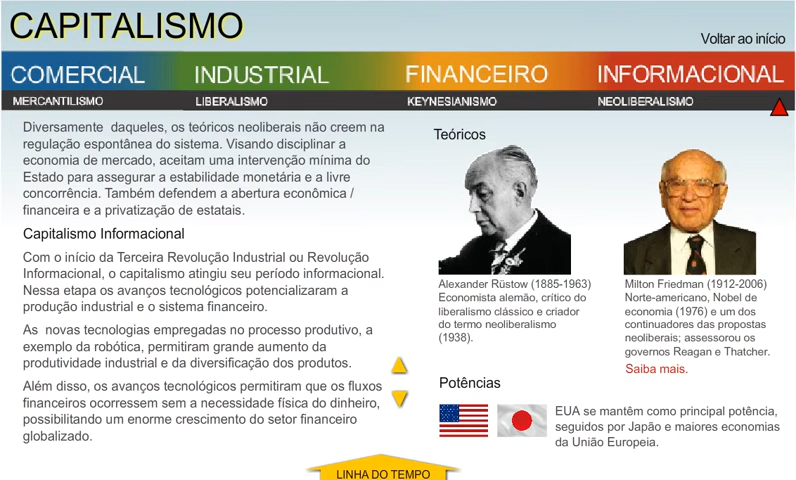 CAPITALISMO
Voltar ao início
COMERCIAL
INDUSTRIAL
FINANCEIRO
INFORMACIONAL
MERCANTILISMO
LIBERALISMO
KEYNESIANISMO
NEOLIBERALISMO
Diversamente daqueles, os teóricos neoliberais não creem na
regulação espontânea do sistema. Visando disciplinar a
economia de mercado, aceitam uma intervenção mínima do
Estado para assegurar a estabilidade monetária e a livre
concorrência. Também defendem a abertura econômica /
financeira e a privatização de estatais.
Capitalismo Informacional
Com o início da Terceira Revolução Industrial ou Revolução
Informacional, o capitalismo atingiu seu período informacional.
Nessa etapa os avanços tecnológicos potencializaram a
produção industrial e o sistema financeiro.
As novas tecnologias empregadas no processo produtivo, a
exemplo da robótica, permitiram grande aumento da
produtividade industrial e da diversificação dos produtos.
Além disso, os avanços tecnológicos permitiram que os fluxos
financeiros ocorressem sem a necessidade física do dinheiro,
possibilitando um enorme crescimento do setor financeiro
globalizado.
Teóricos
Alexander Rüstow (1885-1963)
Economista alemão, crítico do
liberalismo clássico e criador
do termo neoliberalismo
(1938).
Milton Friedman (1912-2006)
Norte-americano, Nobel de
economia (1976) e um dos
continuadores das propostas
neoliberais; assessorou os
governos Reagan e Thatcher.
Saiba mais.
Potências
EUA se mantêm como principal potência,
seguidos por Japão e maiores economias
da União Europeia.
LINHA DO TEMPO